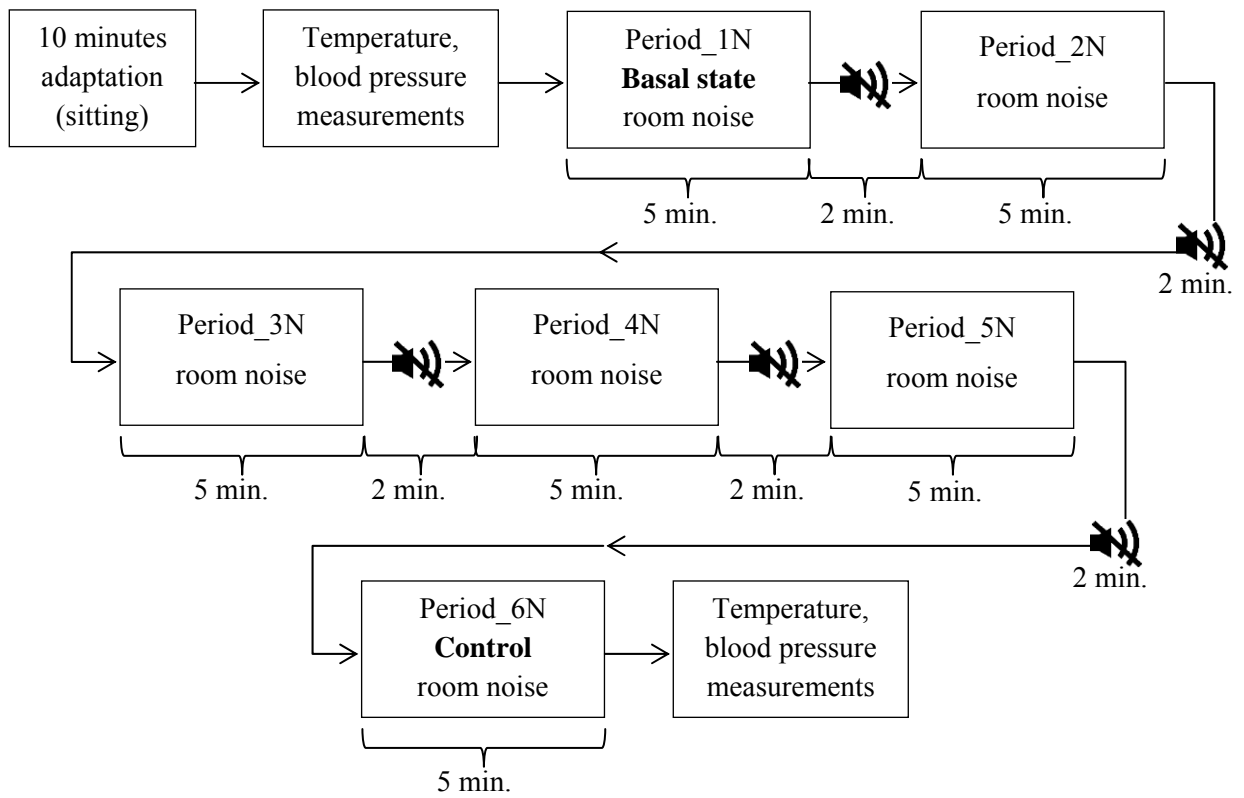 10 minutes
adaptation
(sitting)
Temperature,
blood pressure
measurements
Period_1N
Basal state
room noise
Period_2N
room noise
5 min.
2 min.
5 min.
2 min.
Period_3N
room noise
Period_4N
room noise
Period_5N
room noise
5 min.
2 min.
5 min.
2 min.
5 min.
2 min.
Period_6N
Control
room noise
Temperature,
blood pressure
measurements
5 min.